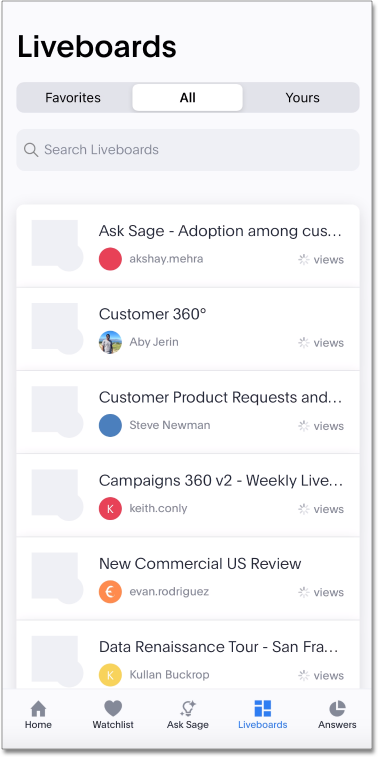 Liveboards
Favorites All Yours
Search Liveboards
Ask Sage - Adoption among cus...
akshay.mehra views
Customer 360°
Aby Jerin views
Customer Product Requests and...
Steve Newman views
Campaigns 360 v2 - Weekly Live...
K keith.conly views
New Commercial US Review
€ evan.rodriguez views
Data Renaissance Tour - San Fra...
K Kullan Buckrop views
Home Watchlist Ask Sage Liveboards Answers